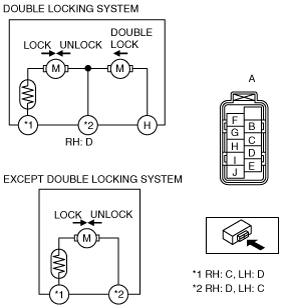 DOUBLE LOCKING SYSTEM
LOCK UNLOCK
DOUBLE
LOCK
M
M
*1
*2
H
RH: D
A
F
B
G
C
H
D
I
E
J
EXCEPT DOUBLE LOCKING SYSTEM
LOCK UNLOCK
M
*1
*2
*1 RH: C, LH: D
*2 RH: D, LH: C